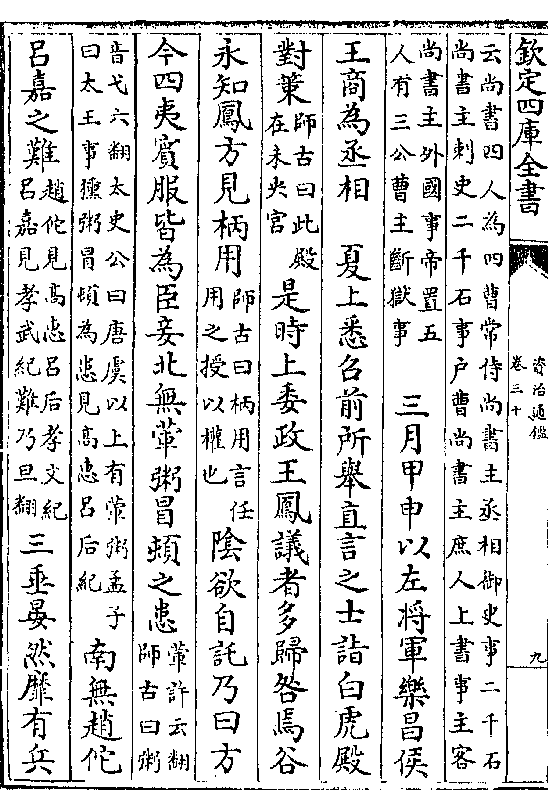 欽定四庫全書
資治通鑑
卷三十
九
云尚書四人為四曹常侍尚書主丞相御史事二千石
尚書主刺史二千石事户曹尚書主庶人上書事主客
尚書主外國事帝置五
人有三公曹主斷獄事
三月甲申以左将軍樂昌侯
王商為丞相 夏上悉召前所舉直言之士詣白虎殿
對策
師古曰此殿
在未央宫
是時上委政王鳳議者多歸咎焉谷
永知鳳方見柄用
師古曰柄用言任
用之授以權也
陰欲自託乃曰方
今四夷賓服皆為臣妾北無葷粥冒頓之患
葷許云翻
師古曰粥
音弋六翻太史公曰唐虞以上有葷粥孟子
曰太王事獯粥冒頓為患見高惠吕后紀
南無趙佗
吕嘉之難
趙佗見高惠吕后孝文紀
吕嘉見孝武紀難乃旦翻
三垂晏然靡有兵